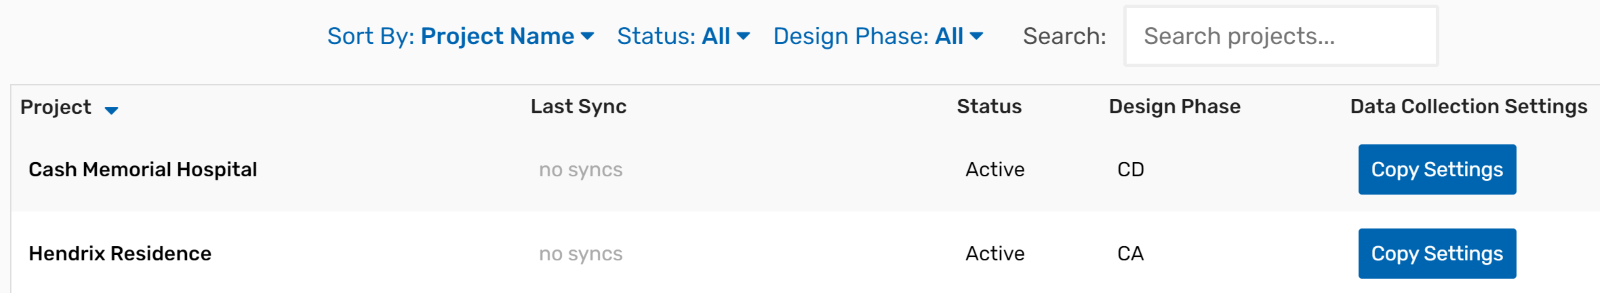 Sort By: Project Name Status: All Design Phase: All Search: Search projects...
Project Last Sync Status Design Phase Data Collection Settings
Cash Memorial Hospital no syncs Active CD Copy Settings
Hendrix Residence no syncs Active CA Copy Settings